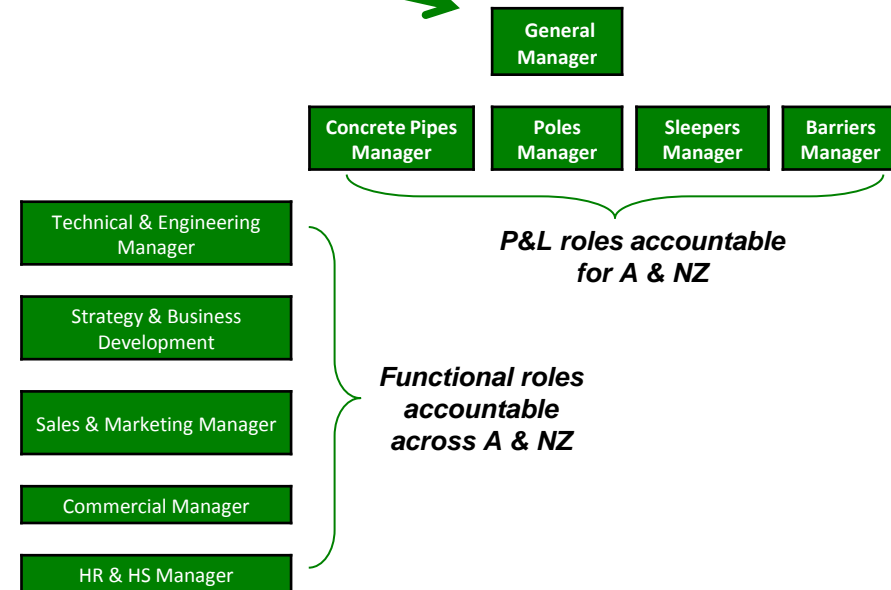 General
Manager
Concrete Pipes
Manager
Poles
Manager
Sleepers
Manager
Barriers
Manager
P&L roles accountable
for A & NZ
Technical & Engineering
Manager
Strategy & Business
Development
Sales & Marketing Manager
Commercial Manager
HR & HS Manager
Functional roles
accountable
across A & NZ